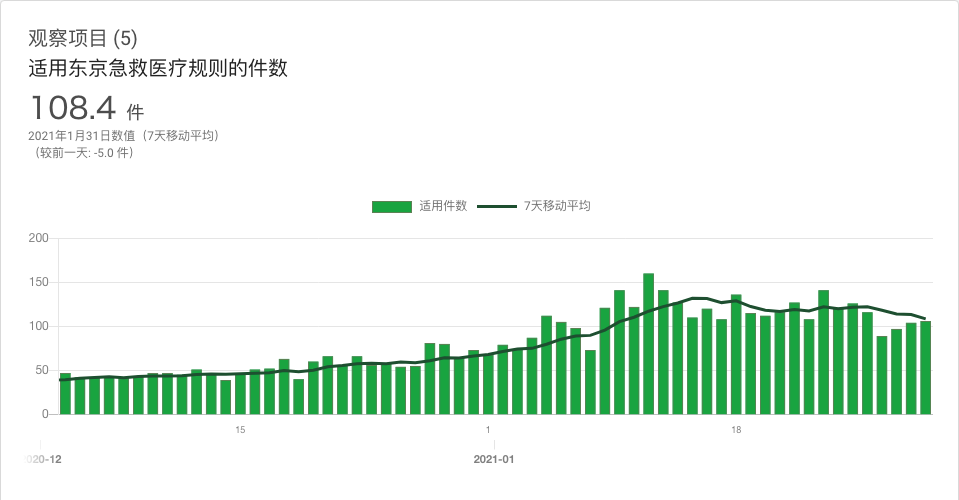 观察项目 (5)
适用东京急救医疗规则的件数
108.4 件
2021年1月31日数值（7天移动平均）
（较前一天: -5.0 件）
适用件数 7天移动平均
200
150
100
50
0
15 1 18
020-12 2021-01